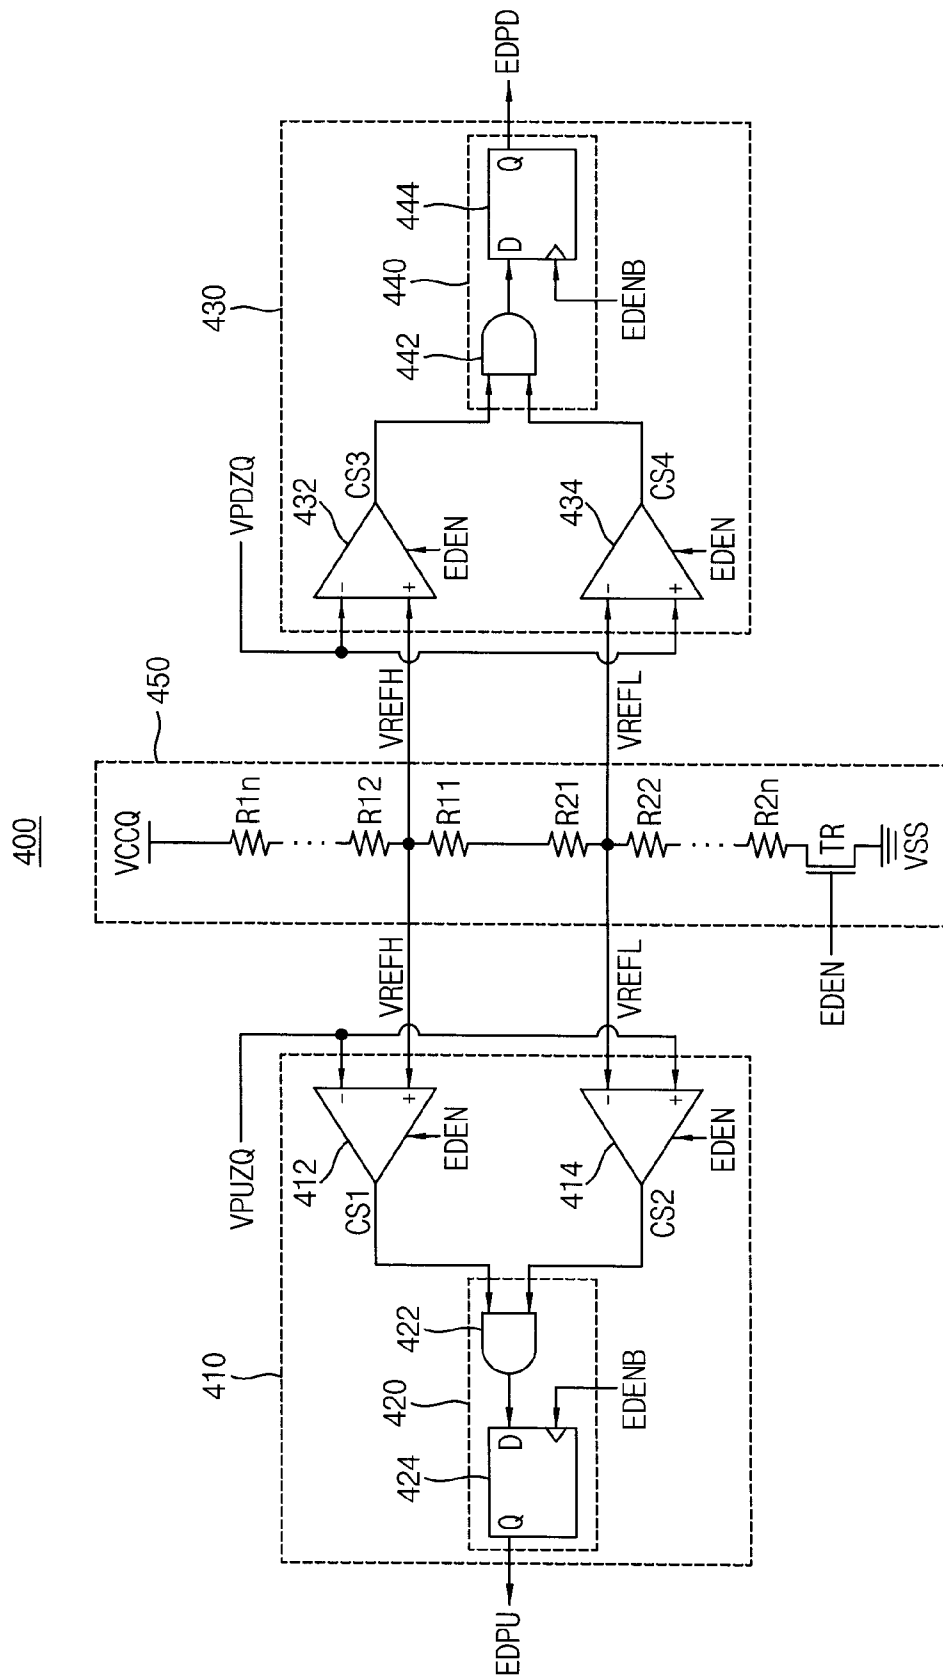 400
450
VCCQ
R1n
R12
R11
R21
R22
R2n
TR
VSS
EDEN
VREFH
VREFL
VREFH
VREFL
410
VPUZQ
-
+
412
EDEN
CS1
-
+
414
EDEN
CS2
420
422
424
D
Q
EDENB
EDPU
430
VPDZQ
-
+
432
EDEN
CS3
-
+
434
EDEN
CS4
440
442
444
D
Q
EDENB
EDPD